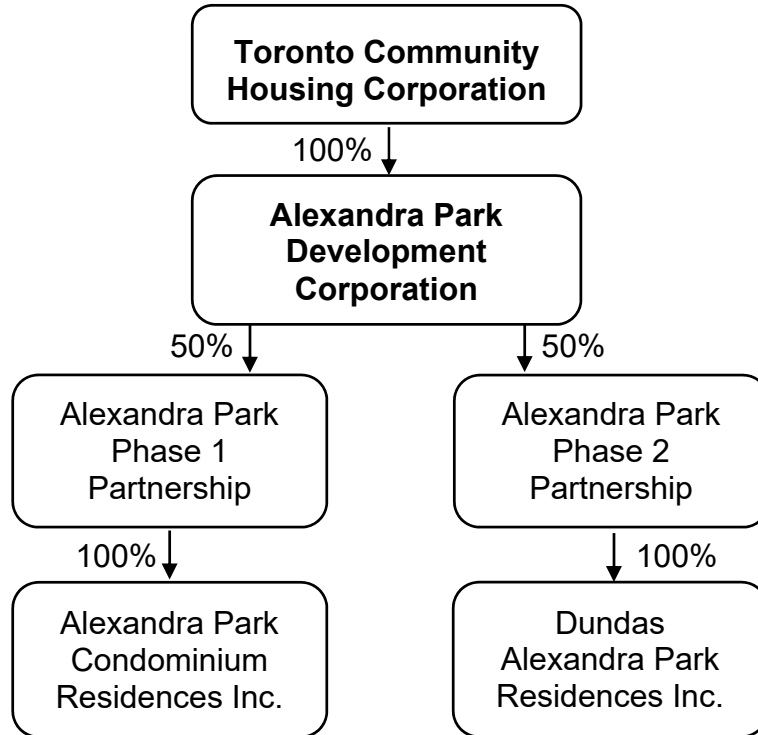 Toronto Community
Housing Corporation
100%
Alexandra Park
Development
Corporation
50%
50%
Alexandra Park
Phase 1
Partnership
Alexandra Park
Phase 2
Partnership
100%
100%
Alexandra Park
Condominium
Residences Inc.
Dundas
Alexandra Park
Residences Inc.